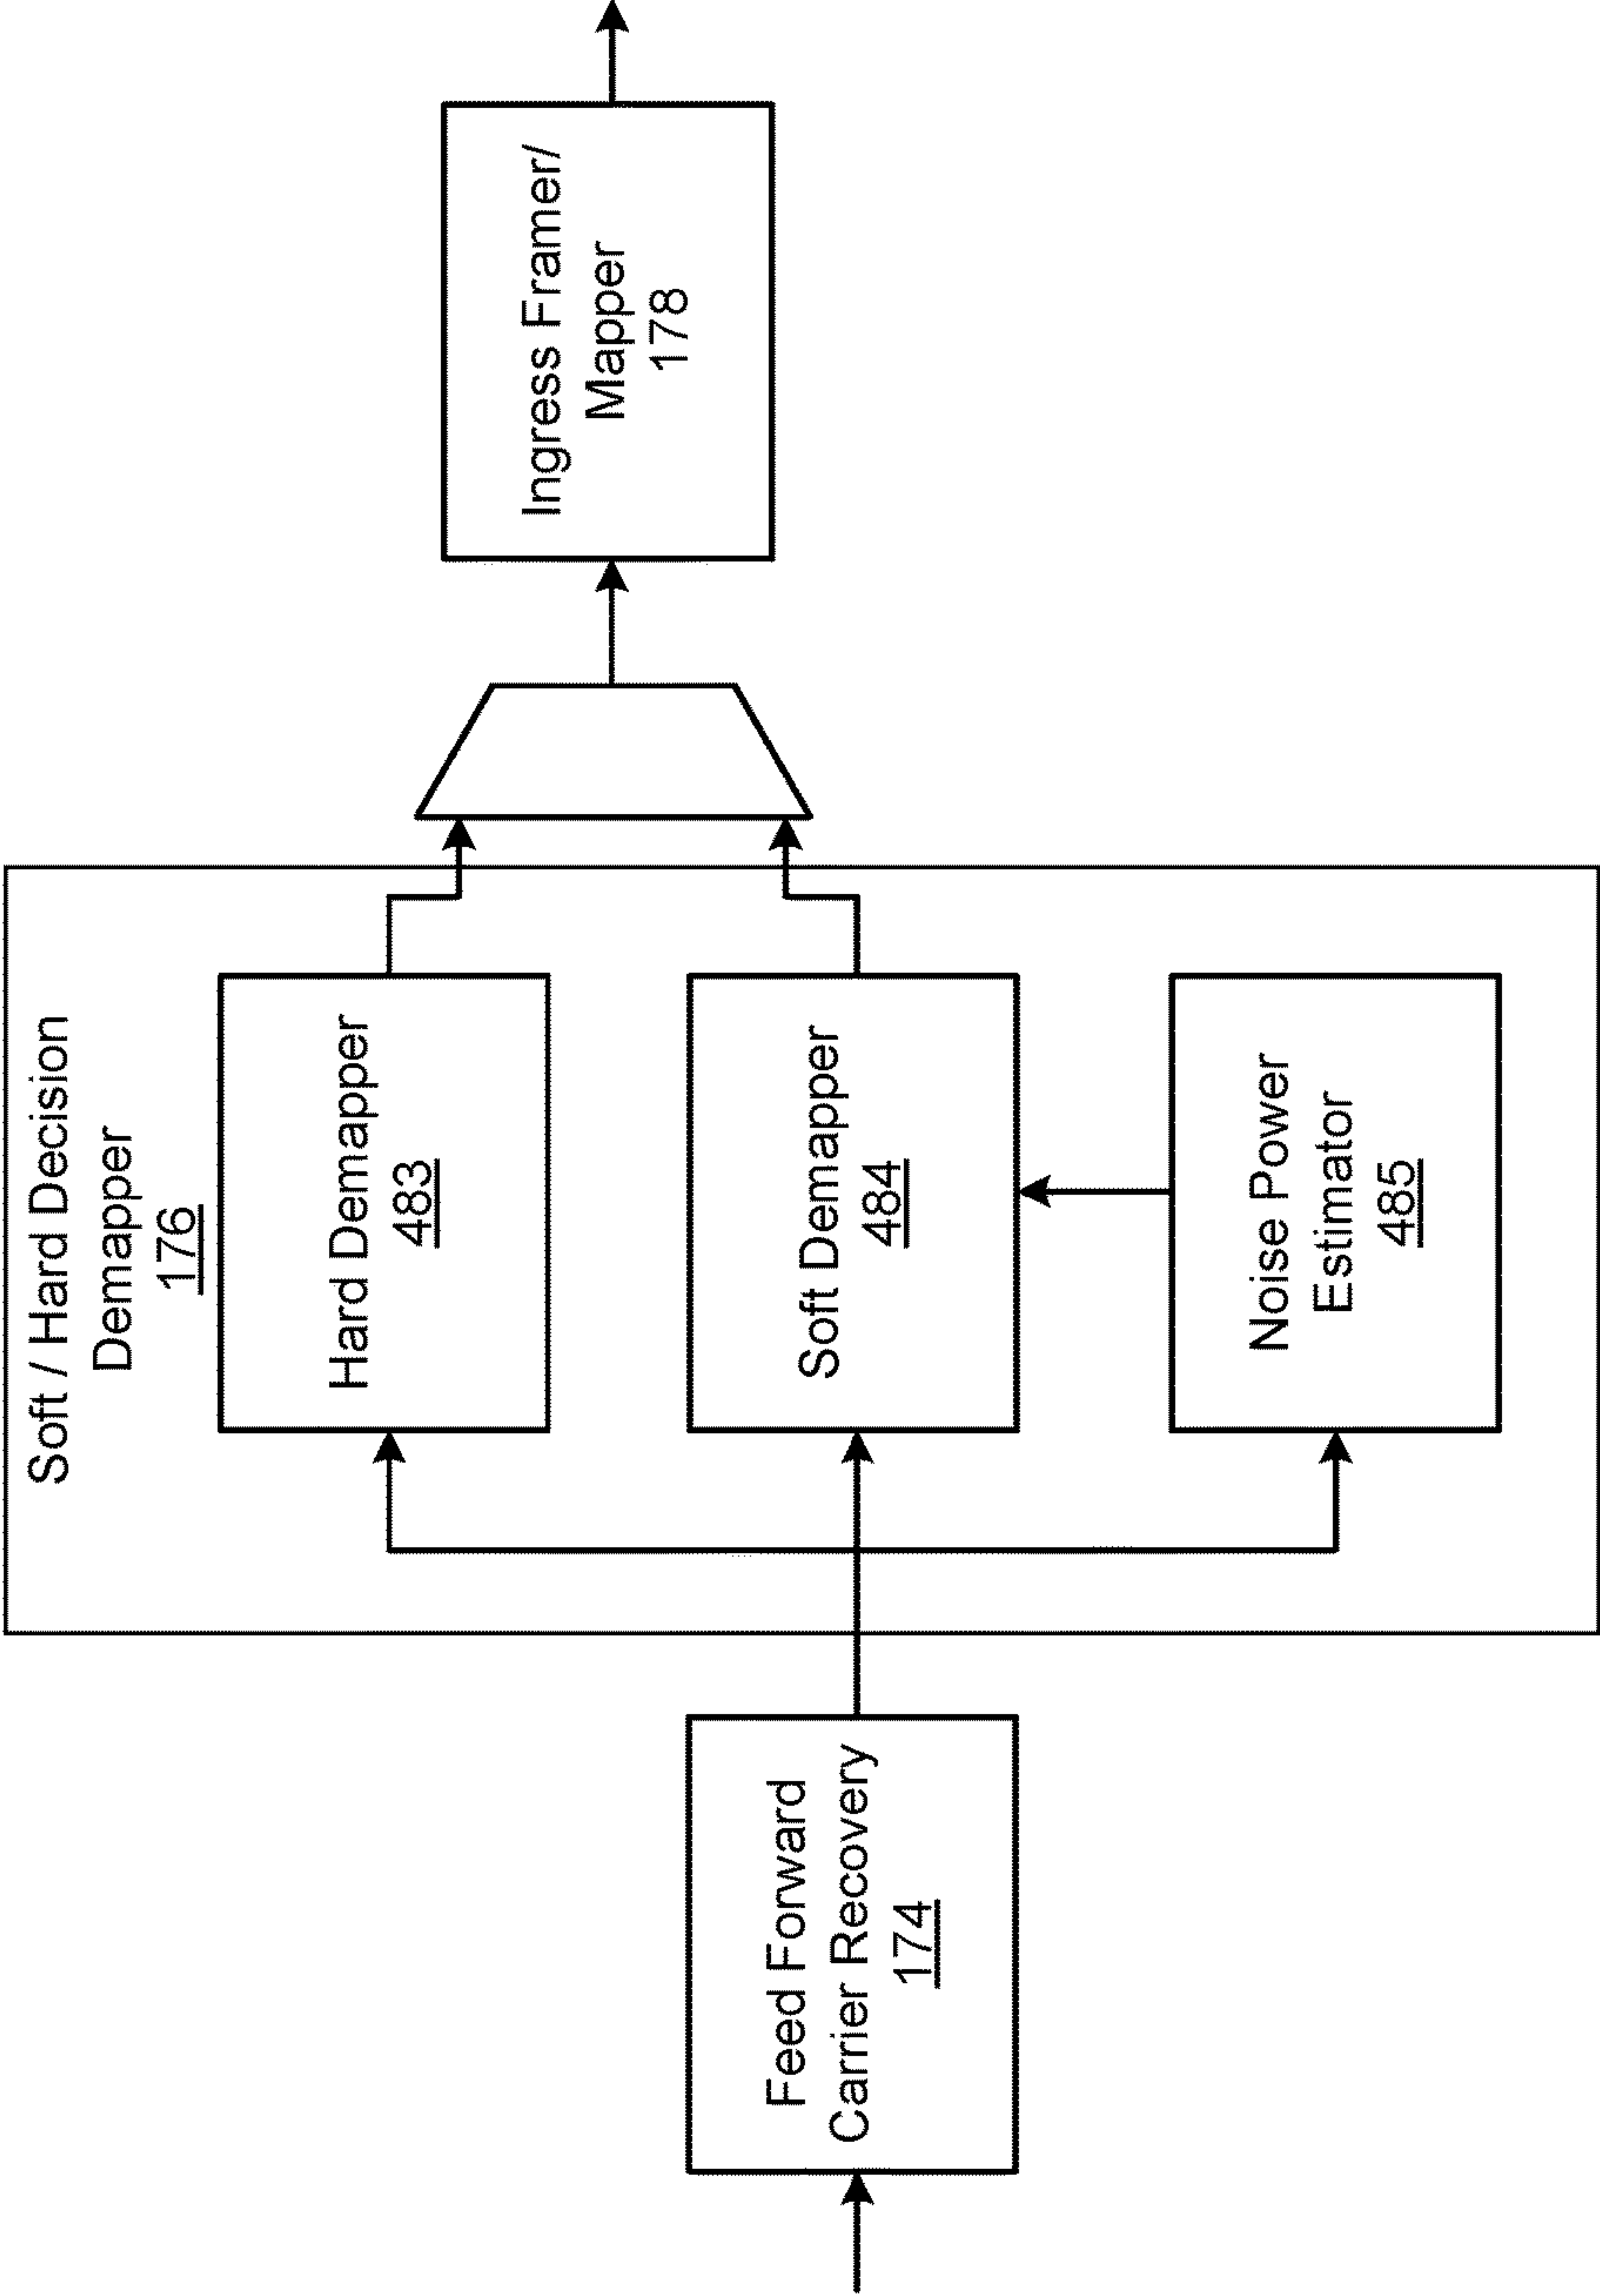 Feed Forward
Carrier Recovery
174
Soft / Hard Decision
Demapper
176
Hard Demapper
483
Soft Demapper
484
Noise Power
Estimator
485
Ingress Framer/
Mapper
178